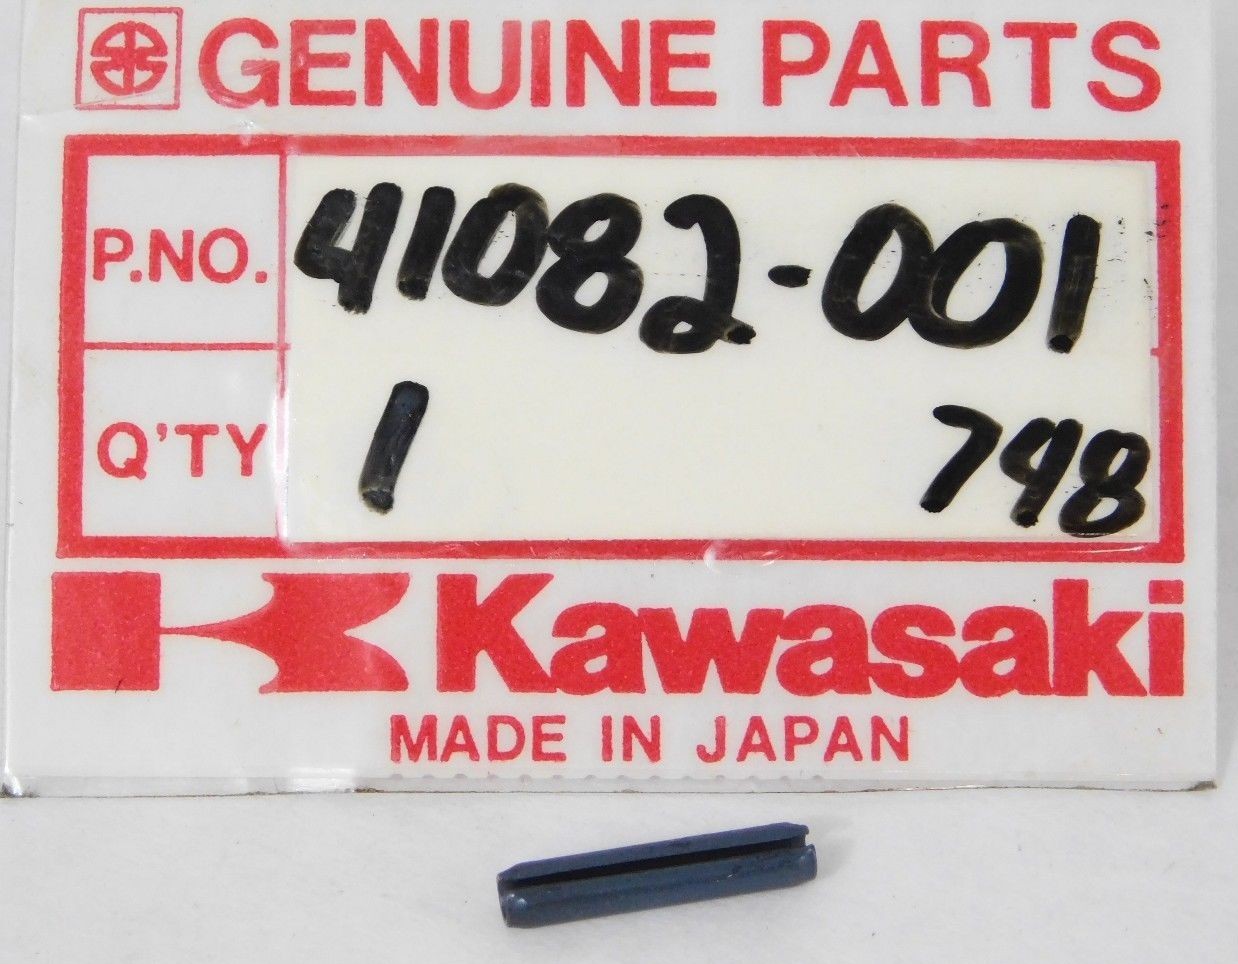 GENUINE PARTS
P.NO. 41082-001
Q'TY 1 748
Kawasaki
MADE IN JAPAN